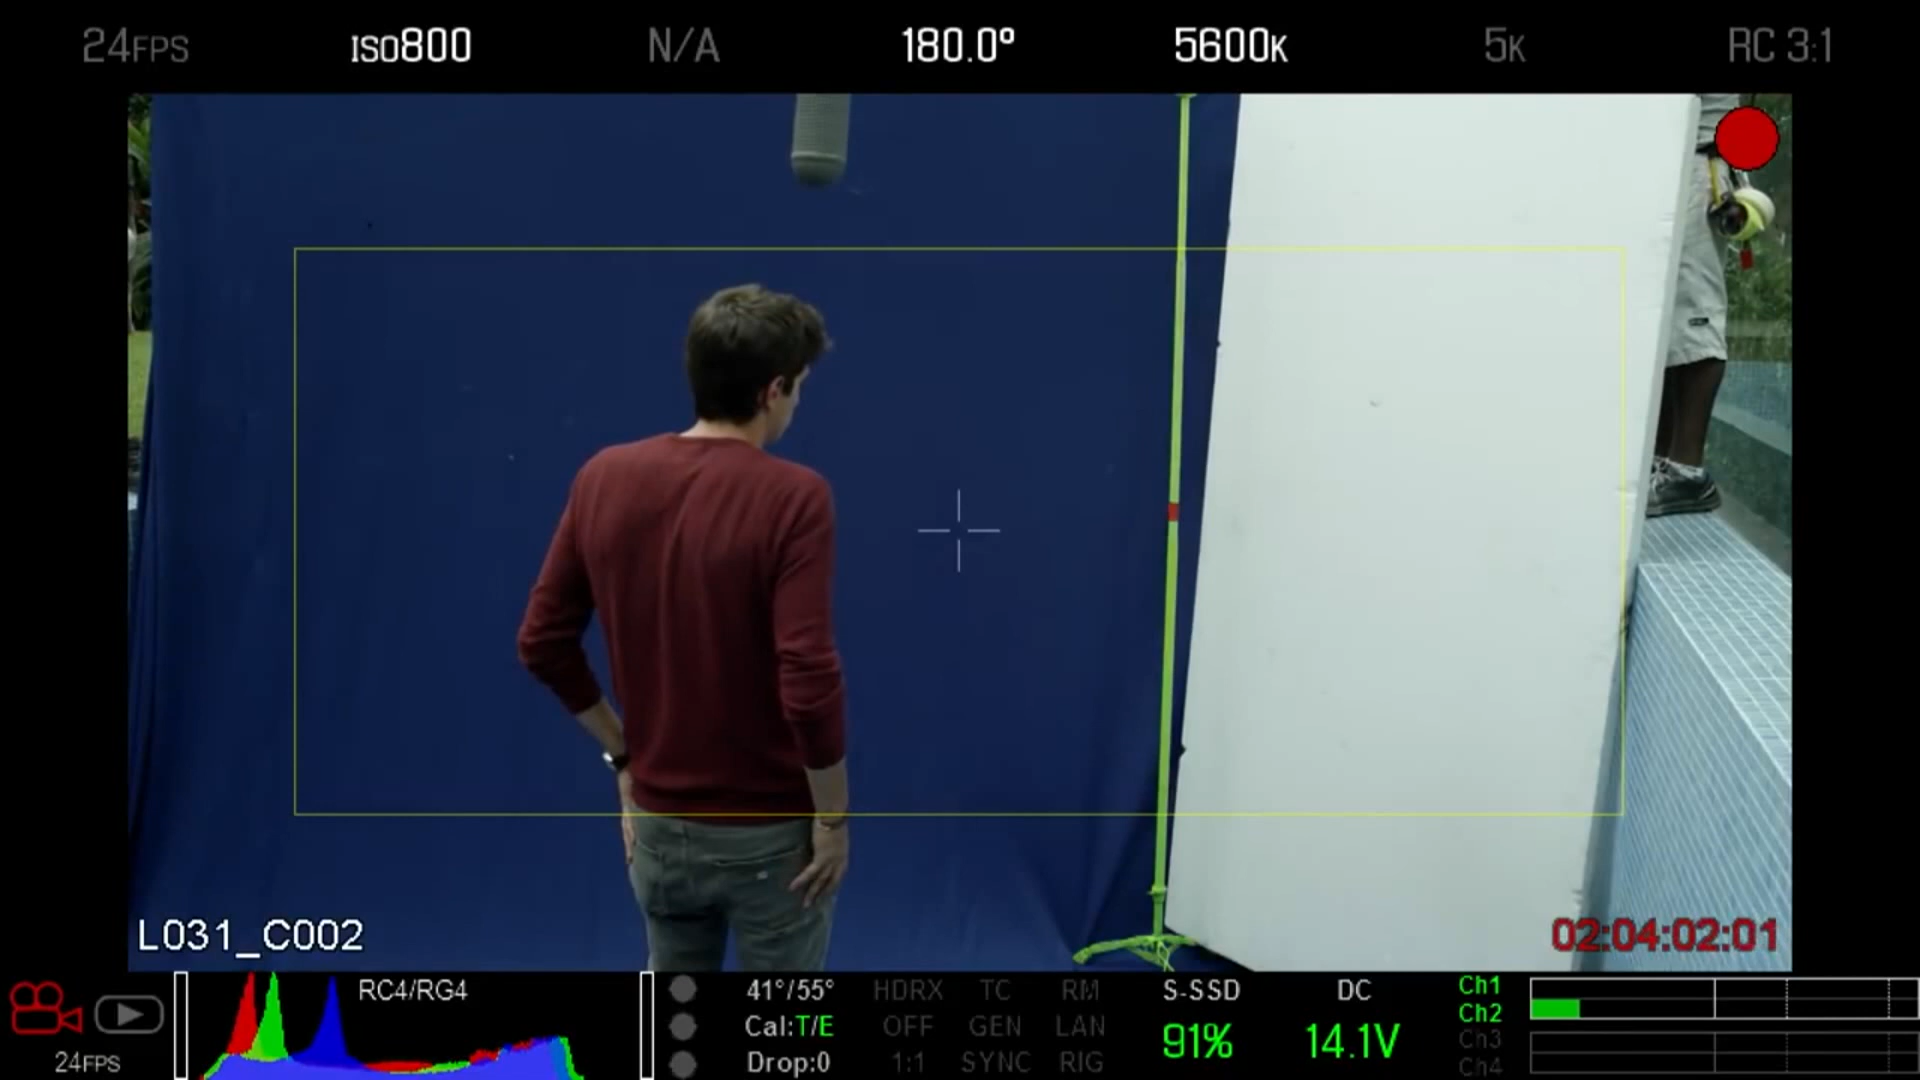 24FPS ISO800 N/A 180.0° 5600K 5K RC 3:1
L031_C002 02:04:02:01
RC4/RG4 41°/55° HDRX TC RM S-SSD DC Ch1
Ch2
Cal:T/E OFF GEN LAN 91% 14.1V Ch3
24FPS Drop:0 1:1 SYNC RIG Ch4